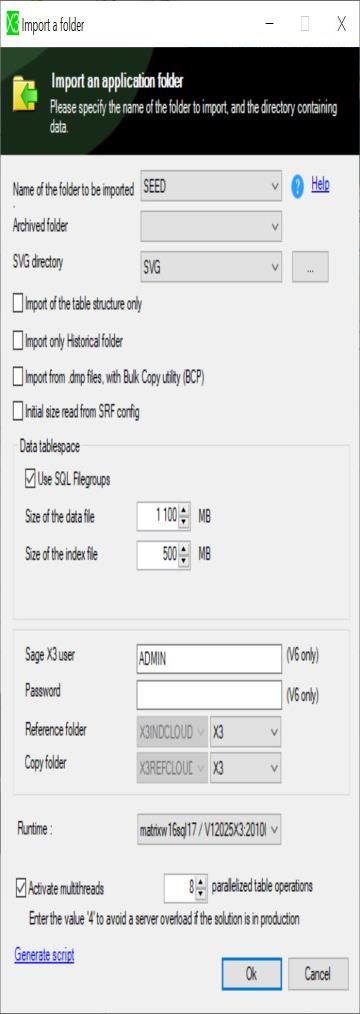 X3 Import a folder
Import an application folder
Please specify the name of the folder to import, and the directory containing
data.
Name of the folder to be imported SEED Help
:
Archived folder
SVG directory SVG ...
Import of the table structure only
Import only Historical folder
Import from .dmp files, with Bulk Copy utility (BCP)
Initial size read from SRF config
Data tablespace
Use SQL Filegroups
Size of the data file 1 100 MB
Size of the index file 500 MB
Sage X3 user ADMIN (V6 only)
Password (V6 only)
Reference folder X3INDCLOUD X3
Copy folder X3REFCLOUD X3
Runtime : matrixw16sql17 / V12025X3:2010
Activate multithreads 8 parallelized table operations
Enter the value '4' to avoid a server overload if the solution is in production
Generate script
Ok Cancel